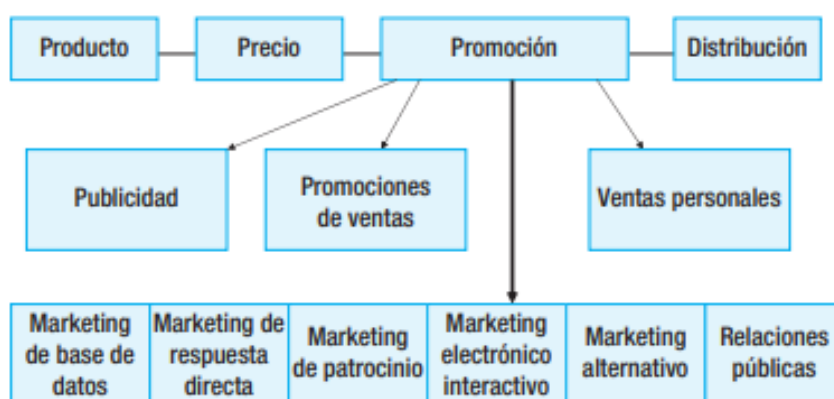 Producto
Precio
Promoción
Distribución
Publicidad
Promociones
de ventas
Ventas personales
Marketing
de base de
datos
Marketing de
respuesta
directa
Marketing
de patrocinio
Marketing
electrónico
interactivo
Marketing
alternativo
Relaciones
públicas